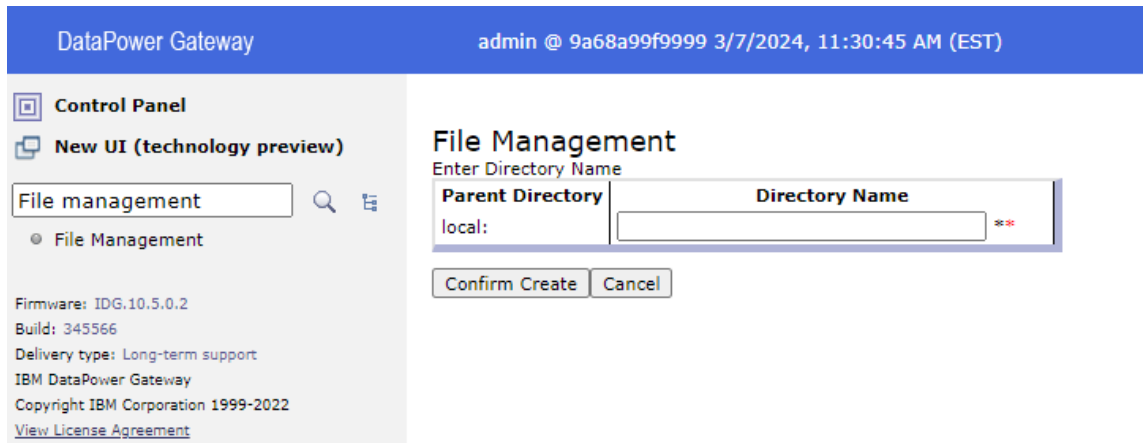 DataPower Gateway
admin @ 9a68a99f9999 3/7/2024, 11:30:45 AM (EST)
Control Panel
New UI (technology preview)
File management
File Management
Firmware: IDG.10.5.0.2
Build: 345566
Delivery type: Long-term support
IBM DataPower Gateway
Copyright IBM Corporation 1999-2022
View License Agreement
File Management
Enter Directory Name
Parent Directory Directory Name
local: **
Confirm Create Cancel